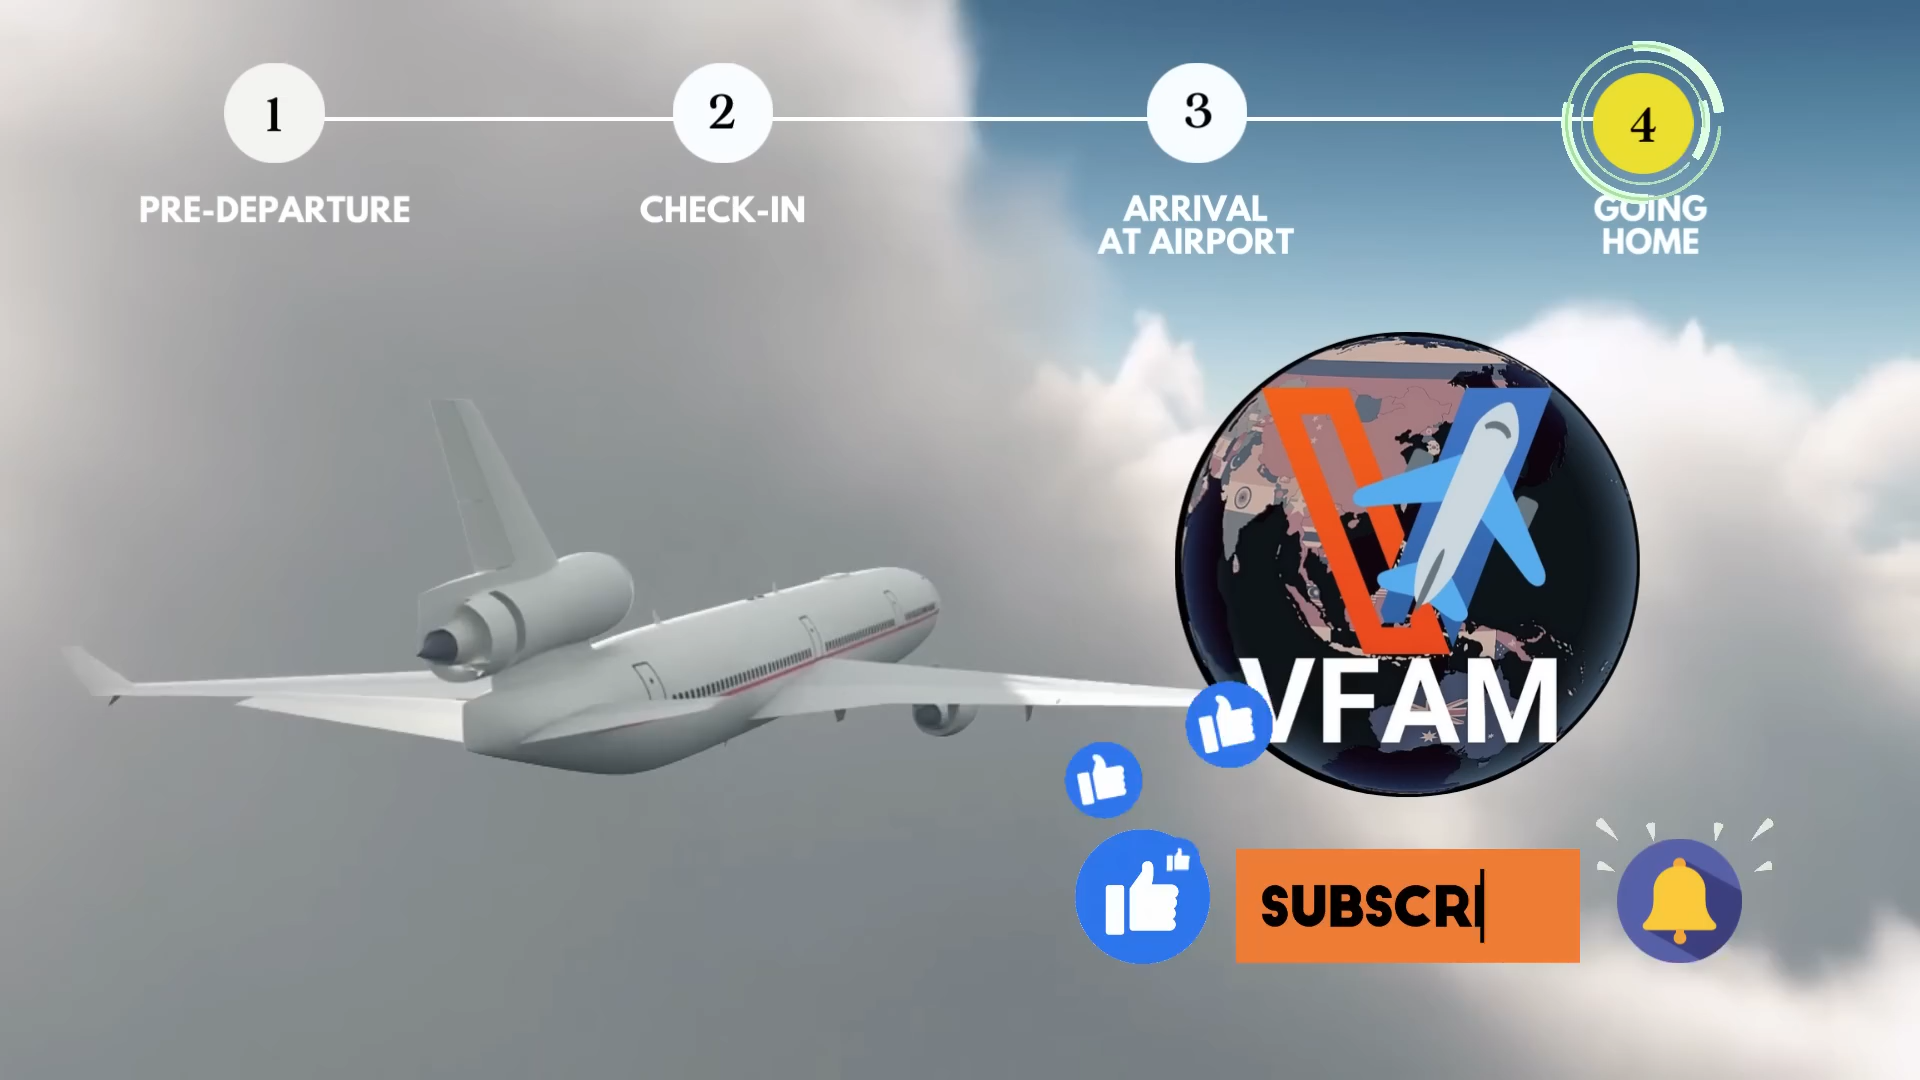 1
2
3
4
PRE-DEPARTURE
CHECK-IN
ARRIVAL
AT AIRPORT
GOING
HOME
VFAM
SUBSCRI